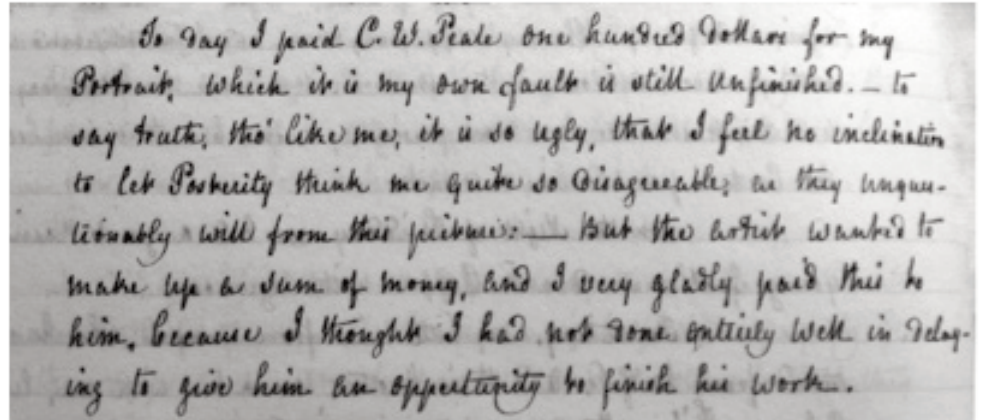 To day I paid C. W. Peale one hundred dollars for my
Portrait, which it is my own fault is still unfinished. — to
say truth, tho' like me, it is so ugly, that I feel no inclination
to let Posterity think me quite so disagreeable; as they unques-
tionably will from this picture: — But the artist wanted to
make up a sum of money, and I very gladly paid this to
him, because I thought I had not done entirely well in delay-
ing to give him an opportunity to finish his work.